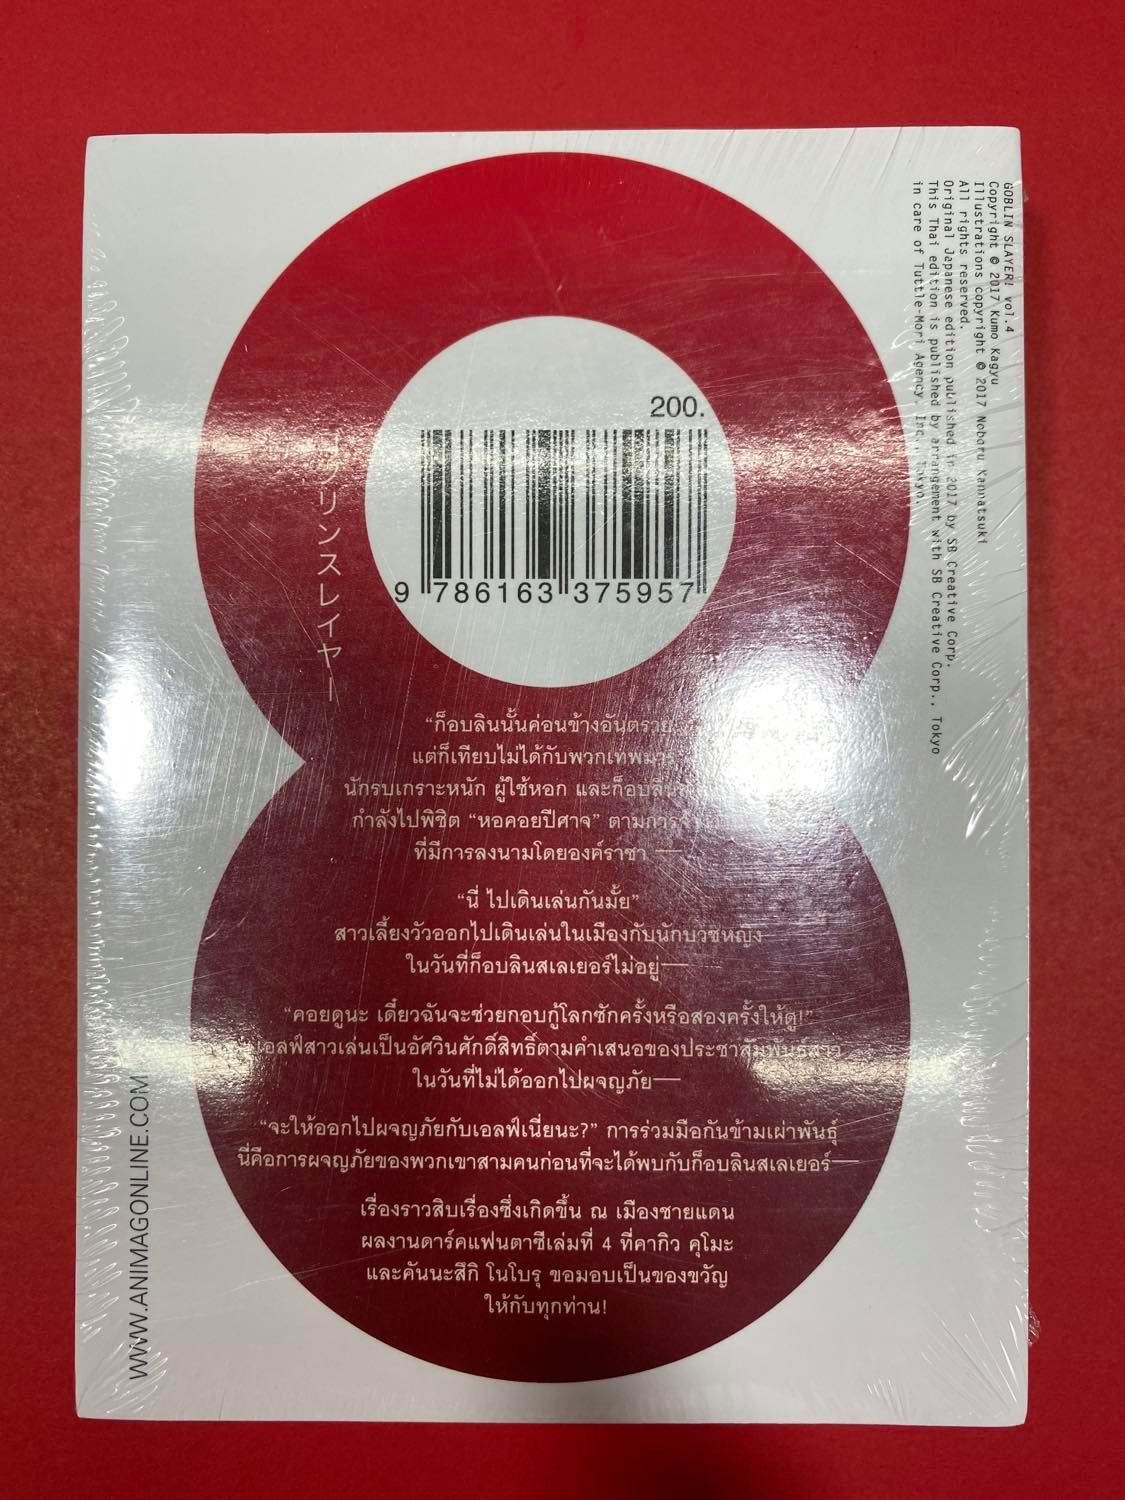 GOBLIN SLAYER! vol.4
Copyright © 2017 Kumo Kagyu
Illustrations copyright © 2017 Noboru Kannatsuki
All rights reserved.
Original Japanese edition published in 2017 by SB Creative Corp.
This Thai edition is published by arrangement with SB Creative Corp., Tokyo
in care of Tuttle-Mori Agency, Inc., Tokyo.
200.
9 786163 375957
ゴブリンスレイヤー
“ก็อบลินนั้นค่อนข้างอันตราย
แต่ก็เทียบไม่ได้กับพวกเทพมาร
นักรบเกราะหนัก ผู้ใช้หอก และก็อบลิน
กำลังไปพิชิต “หอคอยปีศาจ” ตามการ
ที่มีการลงนามโดยองค์ราชา ──
“นี่ ไปเดินเล่นกันมั้ย”
สาวเลี้ยงวัวออกไปเดินเล่นในเมืองกับนักบวชหญิง
ในวันที่ก็อบลินสเลเยอร์ไม่อยู่──
“คอยดูนะ เดี๋ยวฉันจะช่วยกอบกู้โลกซักครั้งหรือสองครั้งให้ดู!”
เอลฟ์สาวเล่นเป็นอัศวินศักดิ์สิทธิ์ตามคำเสนอของประชาสัมพันธ์สาว
ในวันที่ไม่ได้ออกไปผจญภัย──
“จะให้ออกไปผจญภัยกับเอลฟ์เนี่ยนะ?” การร่วมมือกันข้ามเผ่าพันธุ์
นี่คือการผจญภัยของพวกเขาสามคนก่อนที่จะได้พบกับก็อบลินสเลเยอร์──
เรื่องราวสิบเรื่องซึ่งเกิดขึ้น ณ เมืองชายแดน
ผลงานดาร์คแฟนตาซีเล่มที่ 4 ที่คากิว คุโมะ
และคันนะสึกิ โนโบรุ ขอมอบเป็นของขวัญ
ให้กับทุกท่าน!
WWW.ANIMAGONLINE.COM